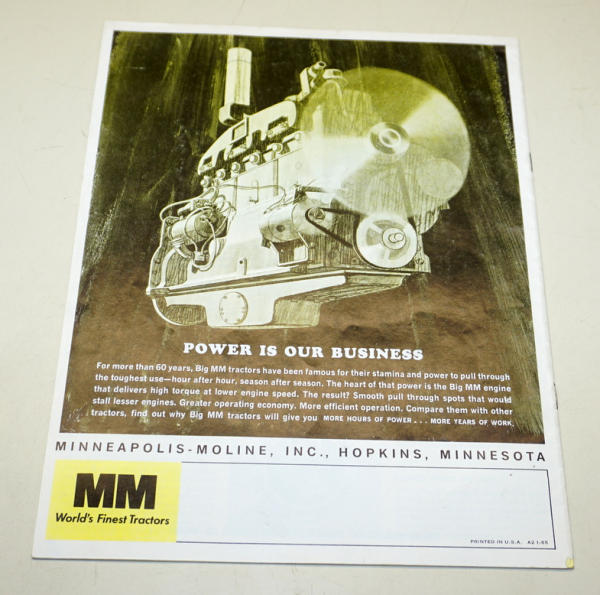 POWER IS OUR BUSINESS
For more than 60 years, Big MM tractors have been famous for their stamina and power to pull through
the toughest use—hour after hour, season after season. The heart of that power is the Big MM engine
that delivers high torque at lower engine speed. The result? Smooth pull through spots that would
stall lesser engines. Greater operating economy. More efficient operation. Compare them with other
tractors, find out why Big MM tractors will give you MORE HOURS OF POWER . . . MORE YEARS OF WORK.
MINNEAPOLIS-MOLINE, INC., HOPKINS, MINNESOTA
MM
World's Finest Tractors
PRINTED IN U.S.A. A2 1-65